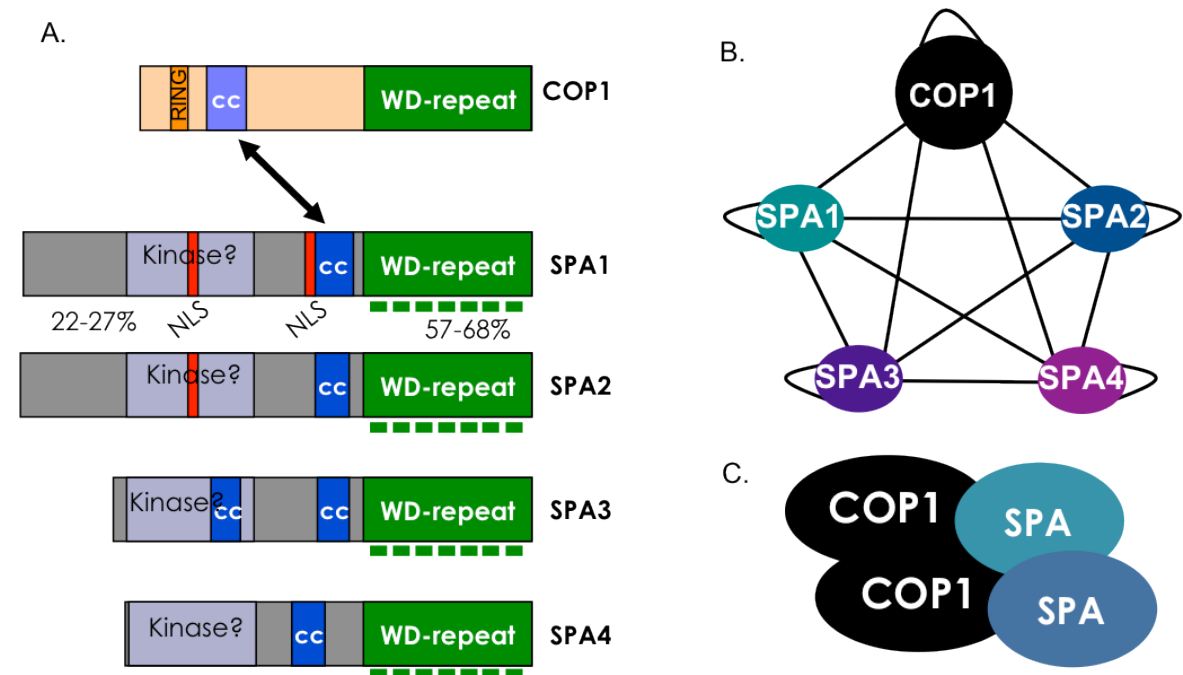 A.
RING
cc
WD-repeat
COP1
Kinase?
cc
WD-repeat
SPA1
22-27%
NLS
NLS
57-68%
Kinase?
cc
WD-repeat
SPA2
Kinase?
cc
cc
WD-repeat
SPA3
Kinase?
cc
WD-repeat
SPA4
B.
COP1
SPA1
SPA2
SPA3
SPA4
C.
COP1
SPA
COP1
SPA